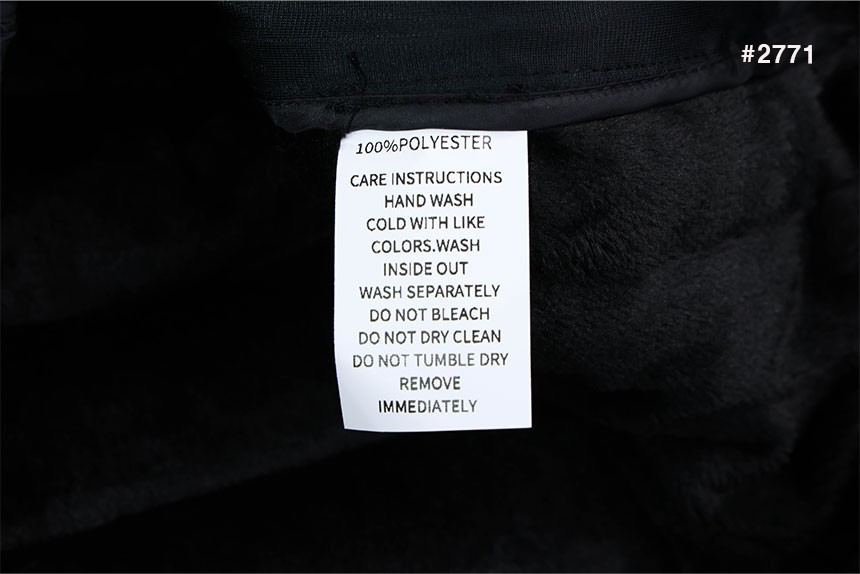 #2771
100%POLYESTER
CARE INSTRUCTIONS
HAND WASH
COLD WITH LIKE
COLORS.WASH
INSIDE OUT
WASH SEPARATELY
DO NOT BLEACH
DO NOT DRY CLEAN
DO NOT TUMBLE DRY
REMOVE
IMMEDIATELY